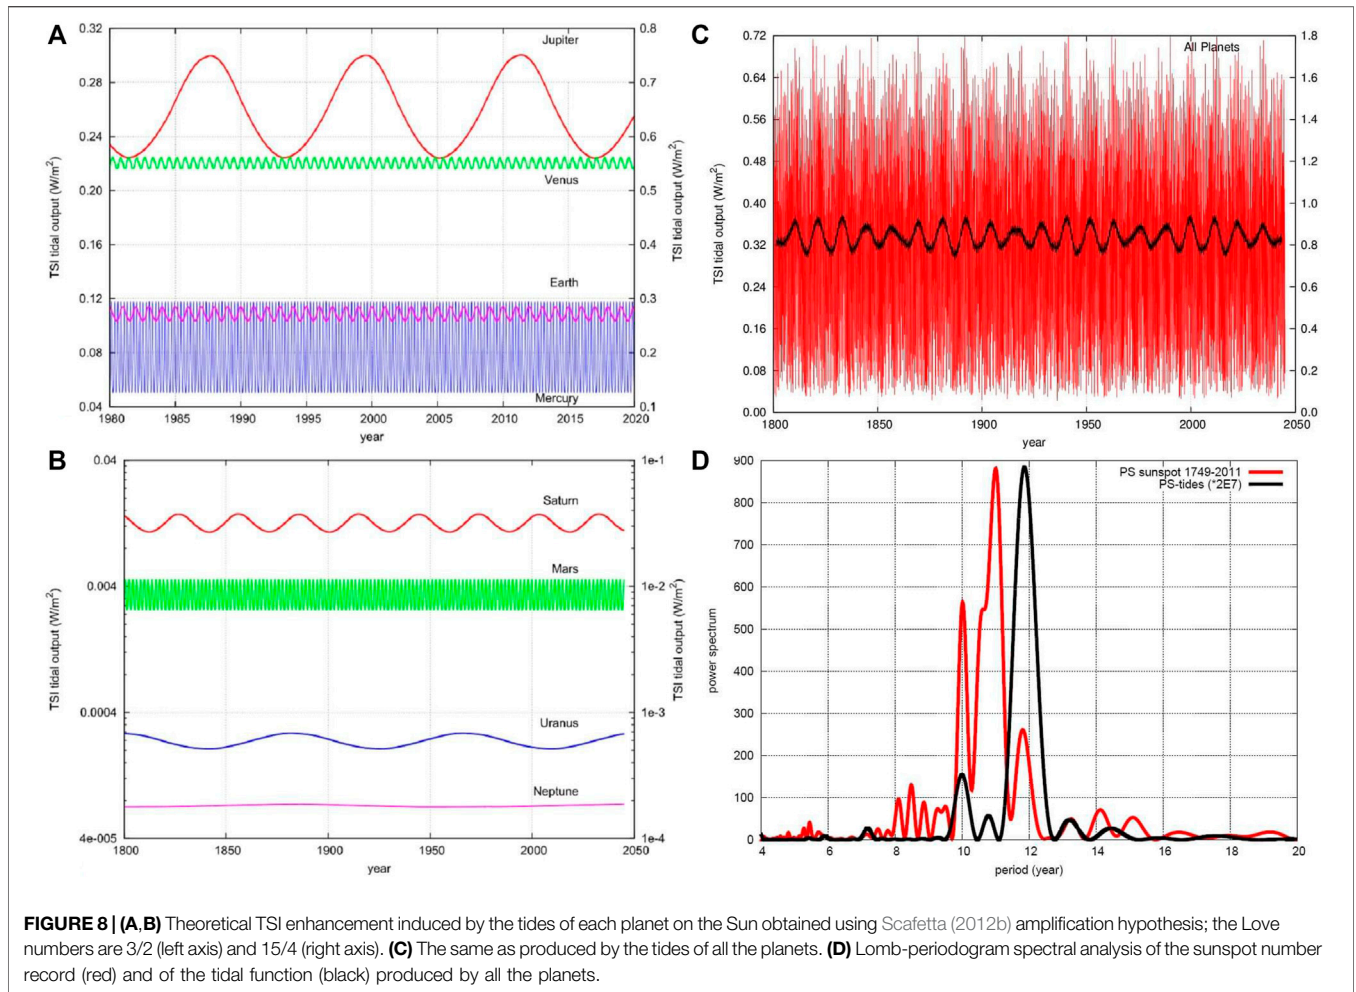 A
0.32
0.28
0.24
0.20
0.16
0.12
0.08
0.04
TSI tidal output (W/m²)
Jupiter
Venus
Earth
Mercury
0.8
0.7
0.6
0.5
0.4
0.3
0.2
0.1
TSI tidal output (W/m²)
1980 1985 1990 1995 2000 2005 2010 2015 2020
year
C
0.72
0.64
0.56
0.48
0.40
0.32
0.24
0.16
0.08
0.00
TSI tidal output (W/m²)
All Planets
1.8
1.6
1.4
1.2
1.0
0.8
0.6
0.4
0.2
0.0
1800 1850 1900 1950 2000 2050
year
B
0.04
0.004
0.0004
4e-005
TSI tidal output (W/m²)
Saturn
Mars
Uranus
Neptune
1e-1
1e-2
1e-3
1e-4
TSI tidal output (W/m²)
1800 1850 1900 1950 2000 2050
year
D
900
800
700
600
500
400
300
200
100
0
power spectrum
PS sunspot 1749-2011
PS-tides (*2E7)
4 6 8 10 12 14 16 18 20
period (year)
FIGURE 8 | (A,B) Theoretical TSI enhancement induced by the tides of each planet on the Sun obtained using Scafetta (2012b) amplification hypothesis; the Love
numbers are 3/2 (left axis) and 15/4 (right axis). (C) The same as produced by the tides of all the planets. (D) Lomb-periodogram spectral analysis of the sunspot number
record (red) and of the tidal function (black) produced by all the planets.